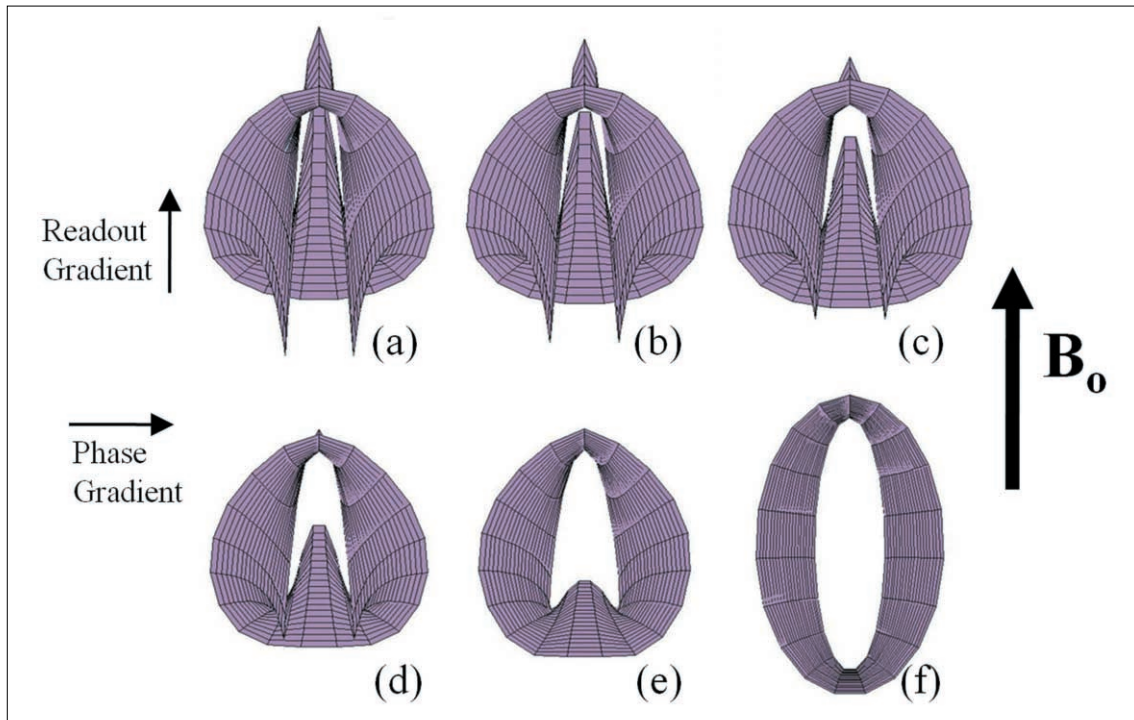 Readout
Gradient
(a)
(b)
(c)
Bo
Phase
Gradient
(d)
(e)
(f)